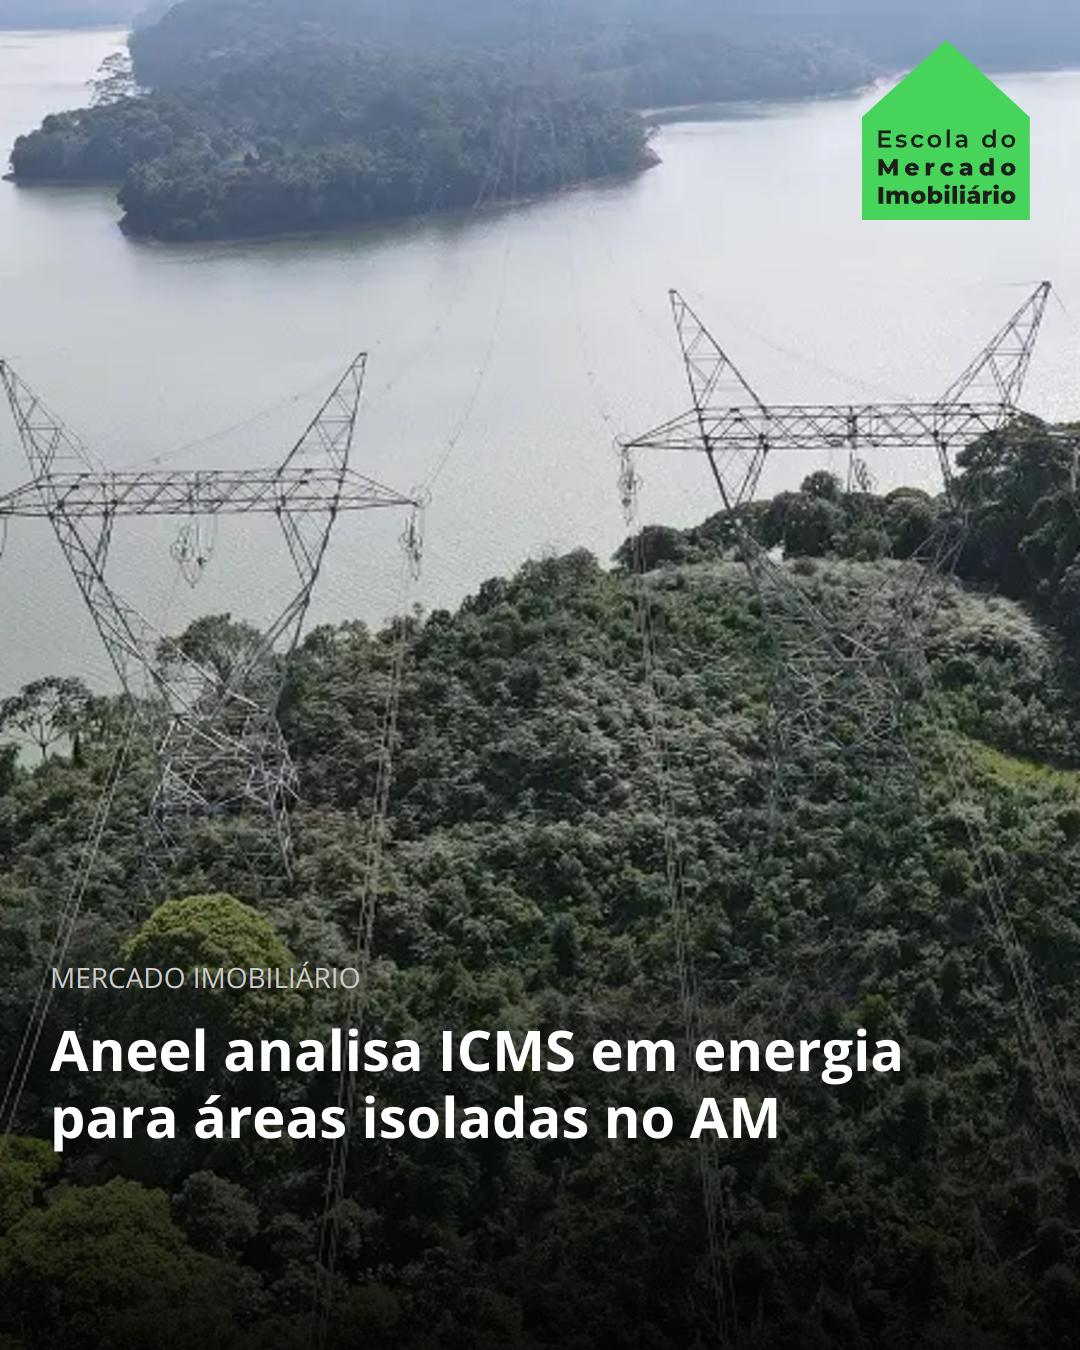 Escola do
Mercado
Imobiliário
MERCADO IMOBILIÁRIO
Aneel analisa ICMS em energia
para áreas isoladas no AM